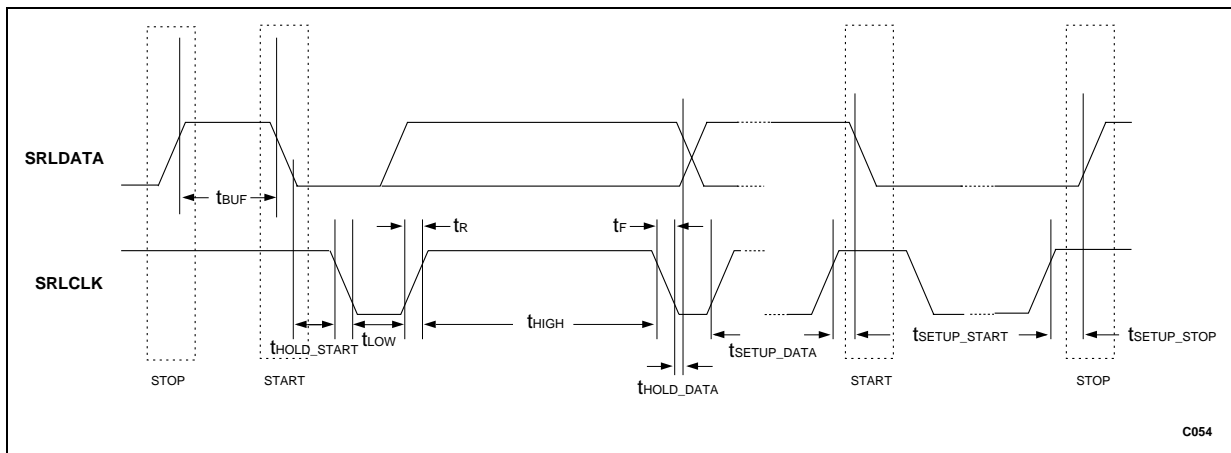 SRLDATA
tBUF
tR
tF
SRLCLK
tHIGH
tHOLD_START
tLOW
tSETUP_DATA
tSETUP_START
tSETUP_STOP
tHOLD_DATA
STOP
START
START
STOP
C054